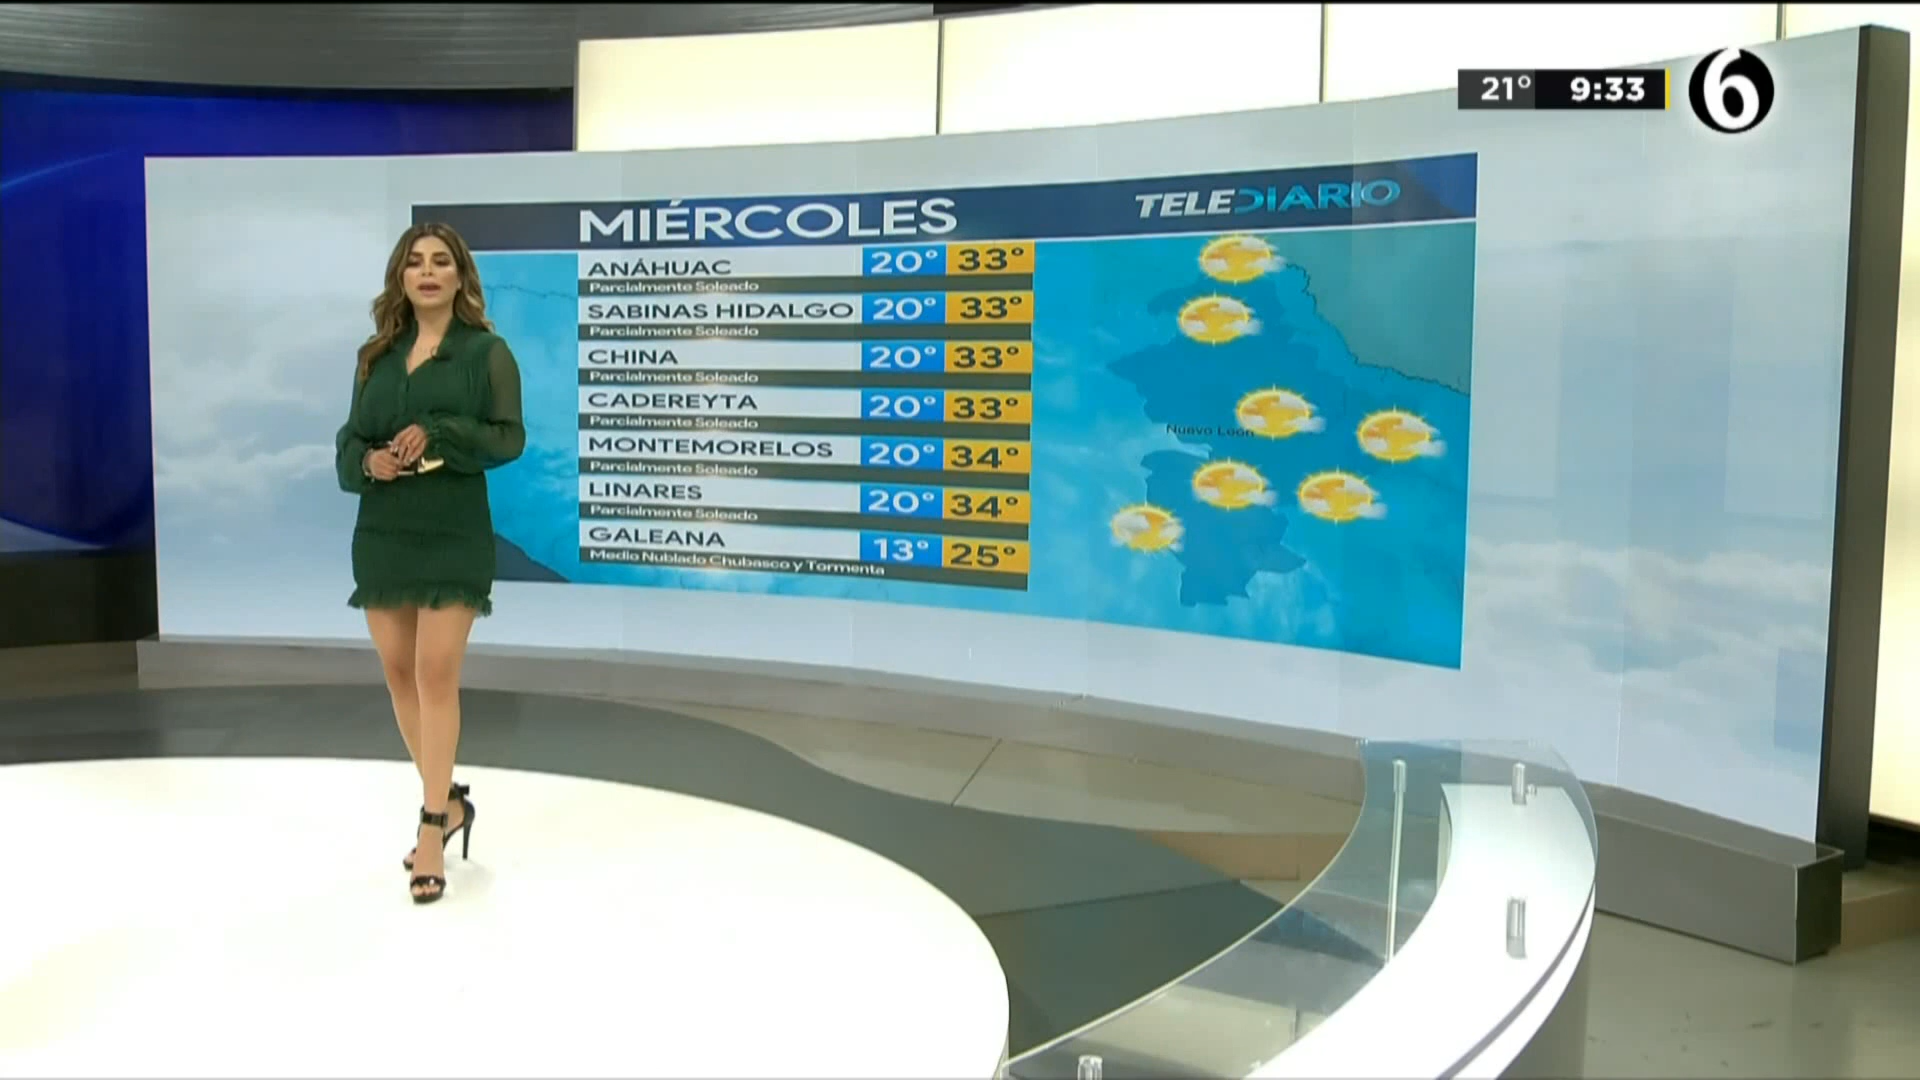 21° 9:33 6
MIÉRCOLES TELEDIARIO
ANÁHUAC 20° 33°
Parcialmente Soleado
SABINAS HIDALGO 20° 33°
Parcialmente Soleado
CHINA 20° 33°
Parcialmente Soleado
CADEREYTA 20° 33°
Parcialmente Soleado
MONTEMORELOS 20° 34°
Parcialmente Soleado
LINARES 20° 34°
Parcialmente Soleado
GALEANA 13° 25°
Medio Nublado Chubasco y Tormenta
Nuevo León